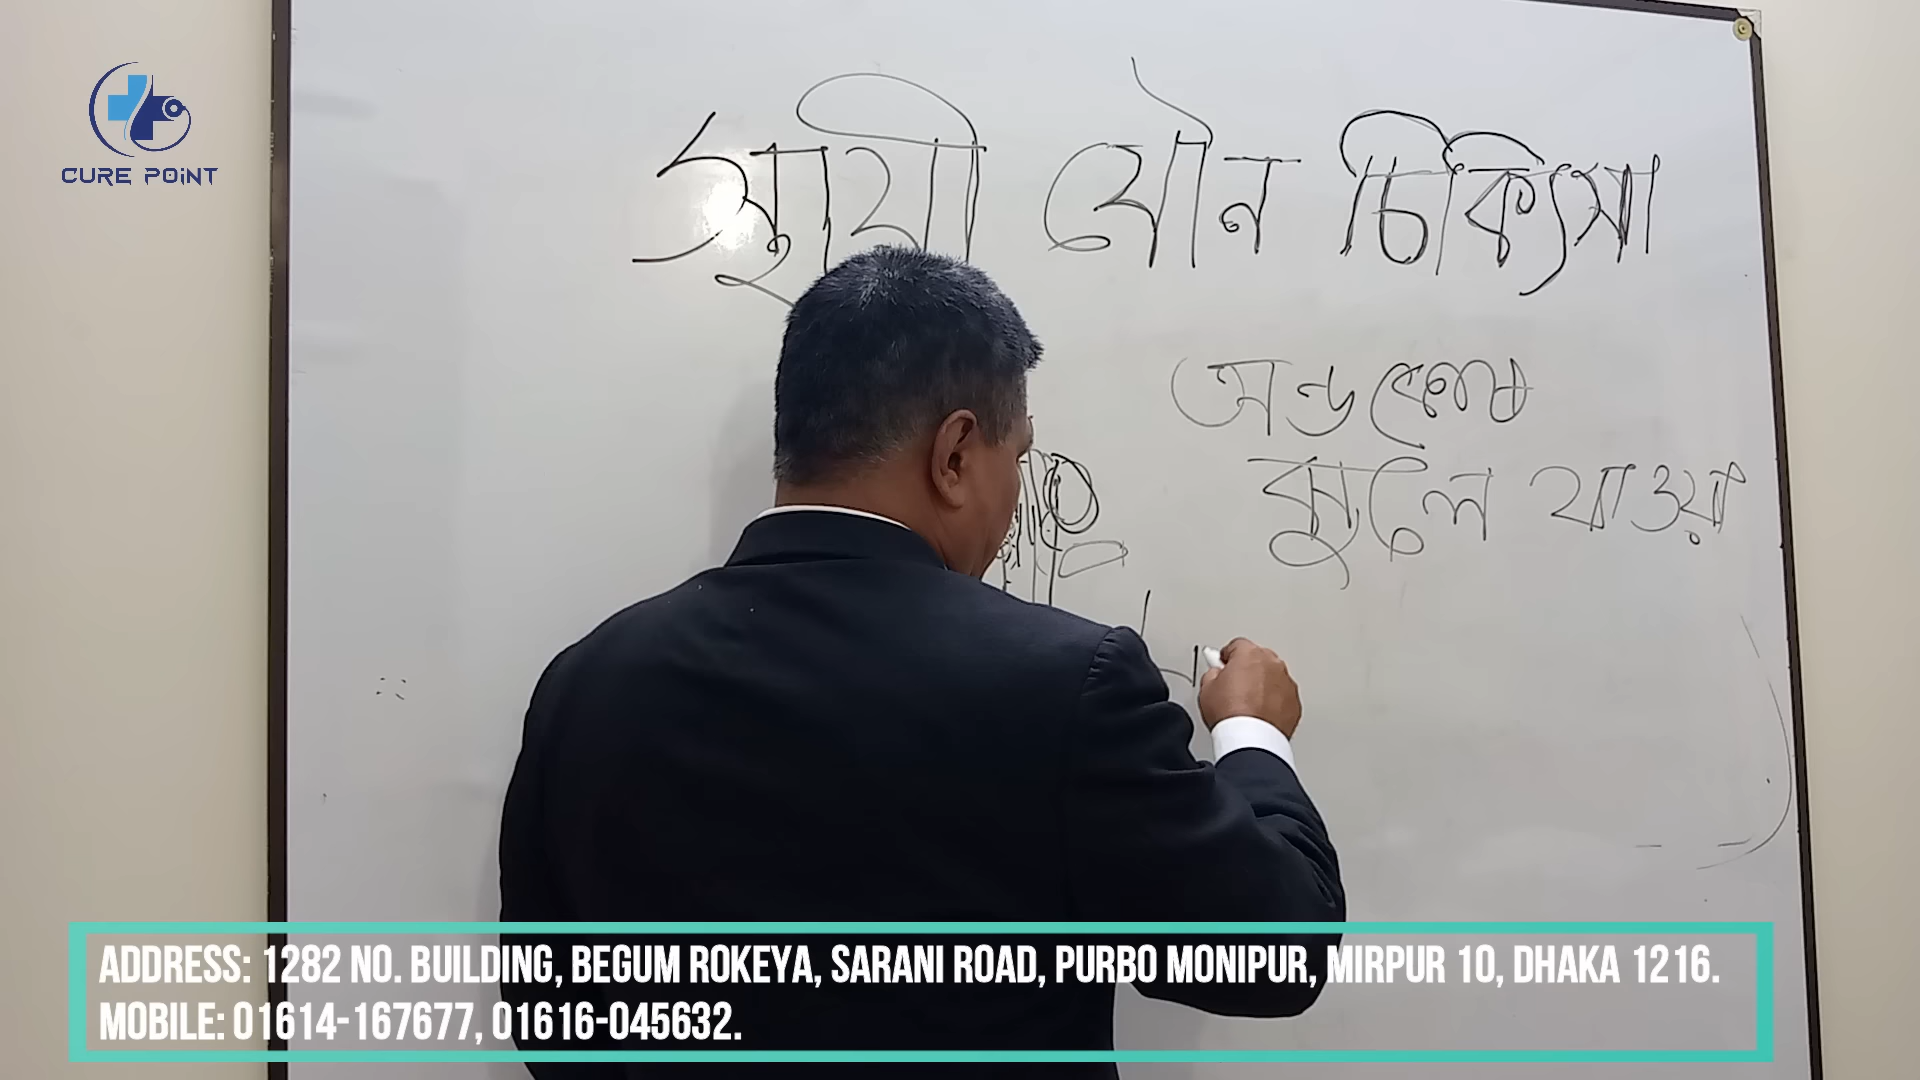 CURE POINT
স্থায়ী যৌন চিকিৎসা
অন্ডকোষ
ঝুলে যাওয়া
ADDRESS: 1282 NO. BUILDING, BEGUM ROKEYA, SARANI ROAD, PURBO MONIPUR, MIRPUR 10, DHAKA 1216.
MOBILE: 01614-167677, 01616-045632.